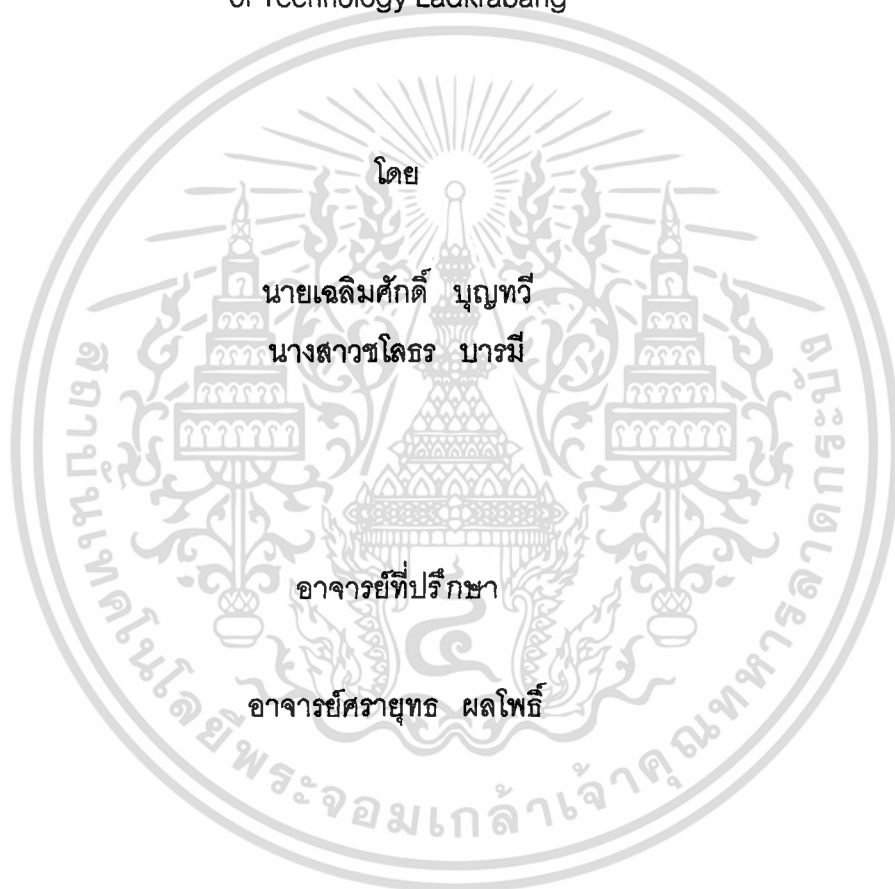 of Technology Ladkrabang
โดย
นายเฉลิมศักดิ์ บุญทวี
นางสาวชโลธร บารมี
อาจารย์ที่ปรึกษา
อาจารย์ศรายุทธ ผลโพธิ์
สถาบันเทคโนโลยีพระจอมเกล้าเจ้าคุณทหารลาดกระบัง
๔